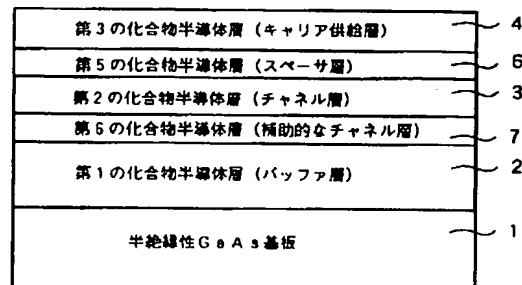 第3の化合物半導体層(キャリア供給層) 4
第5の化合物半導体層(スペーサ層) 6
第2の化合物半導体層(チャネル層) 3
第6の化合物半導体層(補助的なチャネル層) 7
第1の化合物半導体層(バッファ層) 2
半絶縁性GaAs基板 1